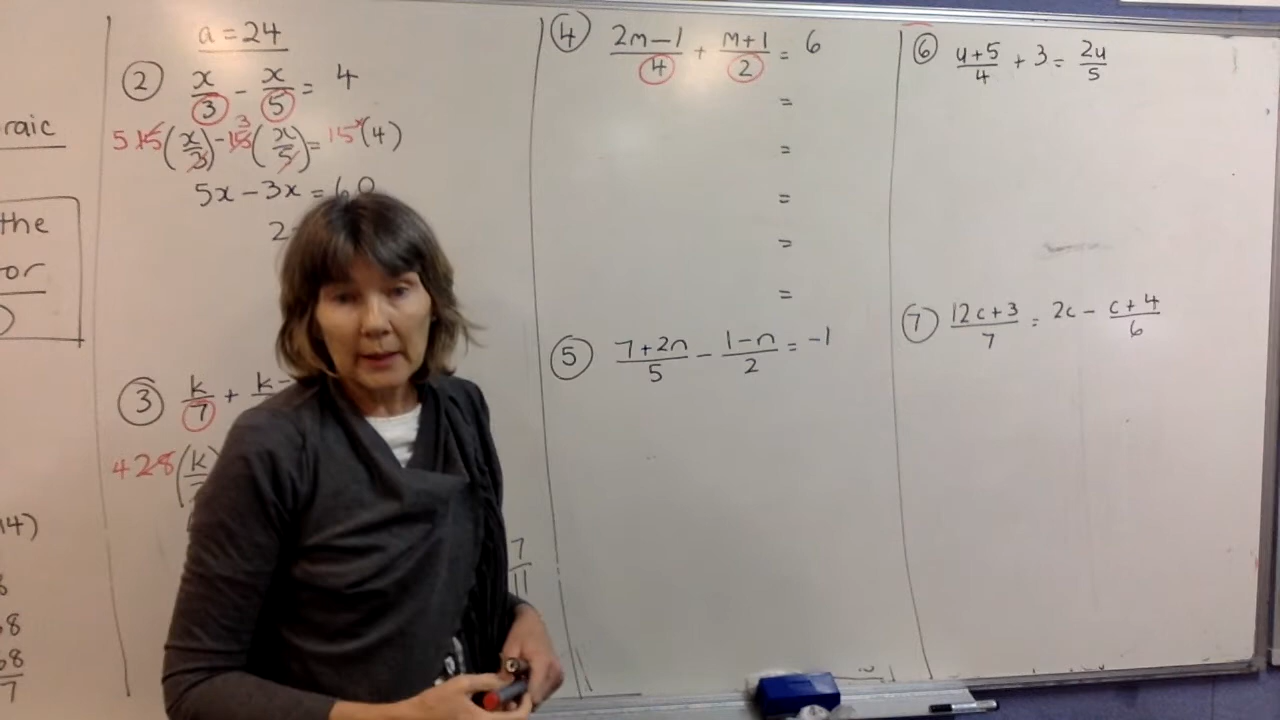 raic
the
or
14)
8
68
68/7
a = 24
② x/3 - x/5 = 4
5 15(x/3) - 15 3(x/5) = 15(4)
5x - 3x = 60
2
③ k/7 + k-
428(k/
7/11
④ (2m-1)/4 + (m+1)/2 = 6
=
=
=
=
=
⑤ (7+2n)/5 - (1-n)/2 = -1
⑥ (u+5)/4 + 3 = 2u/5
⑦ (12c+3)/7 = 2c - (c+4)/6